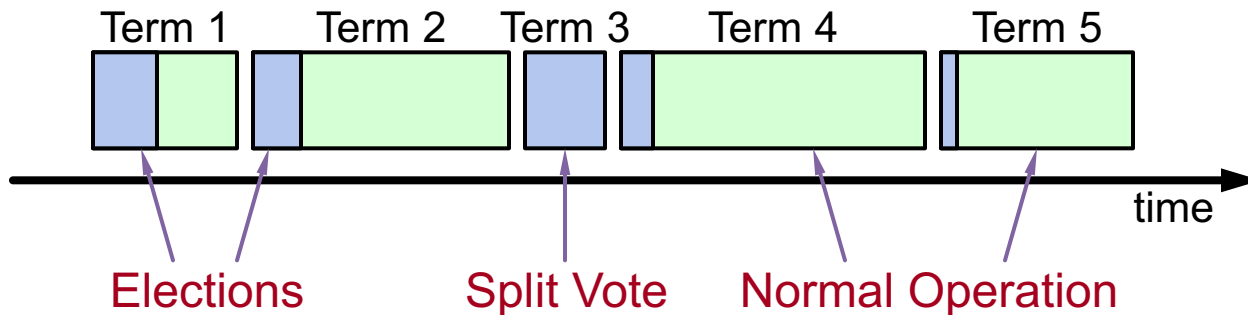 Term 1 Term 2 Term 3 Term 4 Term 5
time
Elections Split Vote Normal Operation